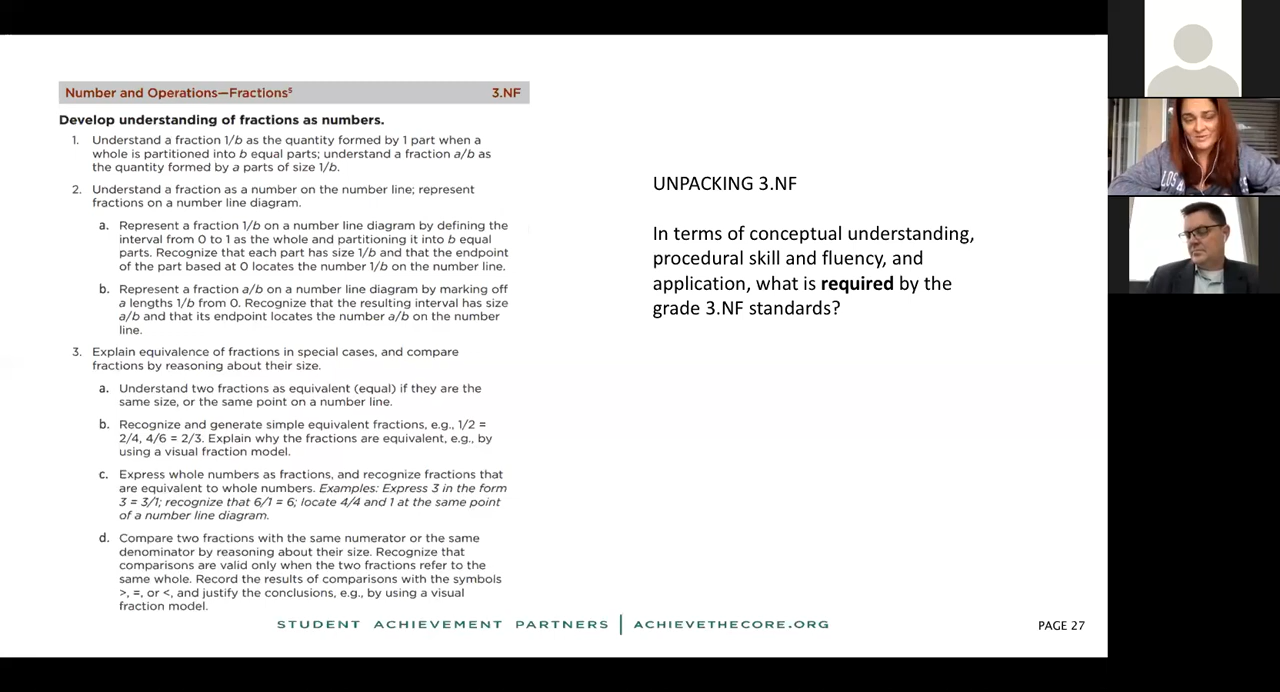 Number and Operations—Fractions⁵ 3.NF
Develop understanding of fractions as numbers.
1. Understand a fraction 1/b as the quantity formed by 1 part when a
whole is partitioned into b equal parts; understand a fraction a/b as
the quantity formed by a parts of size 1/b.
2. Understand a fraction as a number on the number line; represent
fractions on a number line diagram.
a. Represent a fraction 1/b on a number line diagram by defining the
interval from 0 to 1 as the whole and partitioning it into b equal
parts. Recognize that each part has size 1/b and that the endpoint
of the part based at 0 locates the number 1/b on the number line.
b. Represent a fraction a/b on a number line diagram by marking off
a lengths 1/b from 0. Recognize that the resulting interval has size
a/b and that its endpoint locates the number a/b on the number
line.
3. Explain equivalence of fractions in special cases, and compare
fractions by reasoning about their size.
a. Understand two fractions as equivalent (equal) if they are the
same size, or the same point on a number line.
b. Recognize and generate simple equivalent fractions, e.g., 1/2 =
2/4, 4/6 = 2/3. Explain why the fractions are equivalent, e.g., by
using a visual fraction model.
c. Express whole numbers as fractions, and recognize fractions that
are equivalent to whole numbers. Examples: Express 3 in the form
3 = 3/1; recognize that 6/1 = 6; locate 4/4 and 1 at the same point
of a number line diagram.
d. Compare two fractions with the same numerator or the same
denominator by reasoning about their size. Recognize that
comparisons are valid only when the two fractions refer to the
same whole. Record the results of comparisons with the symbols
>, =, or <, and justify the conclusions, e.g., by using a visual
fraction model.
UNPACKING 3.NF
In terms of conceptual understanding,
procedural skill and fluency, and
application, what is required by the
grade 3.NF standards?
STUDENT ACHIEVEMENT PARTNERS | ACHIEVETHECORE.ORG
PAGE 27
LOS